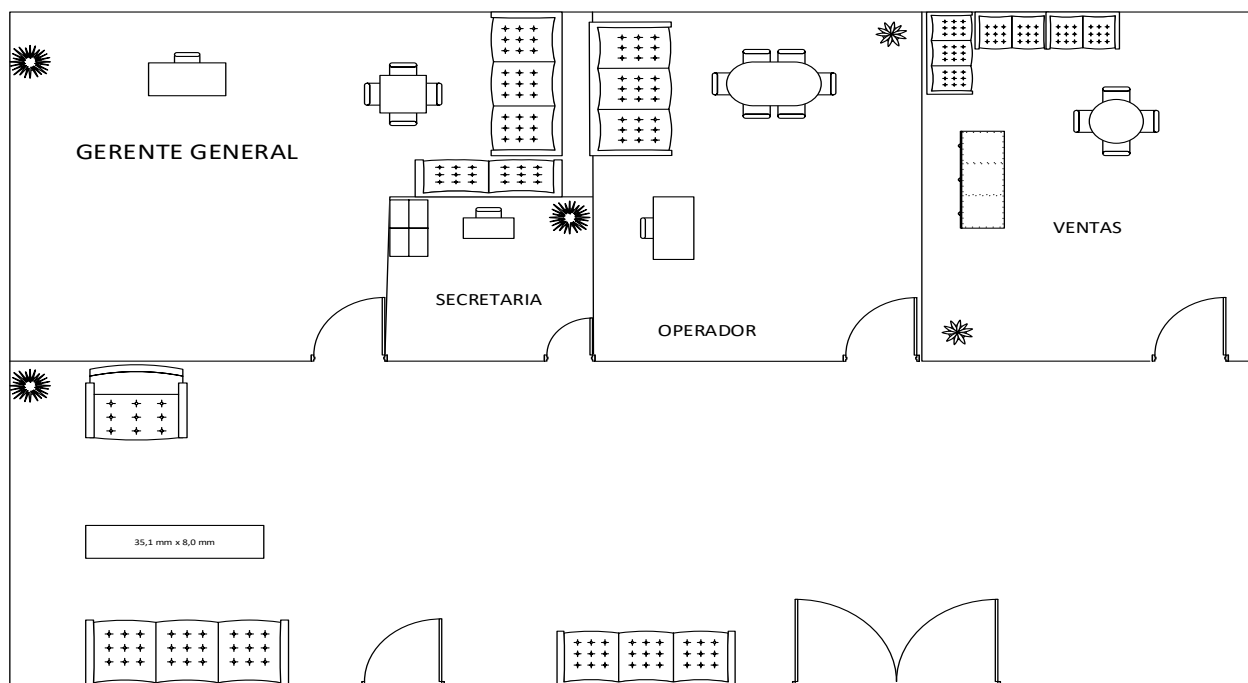 GERENTE GENERAL
SECRETARIA
OPERADOR
VENTAS
35,1 mm x 8,0 mm